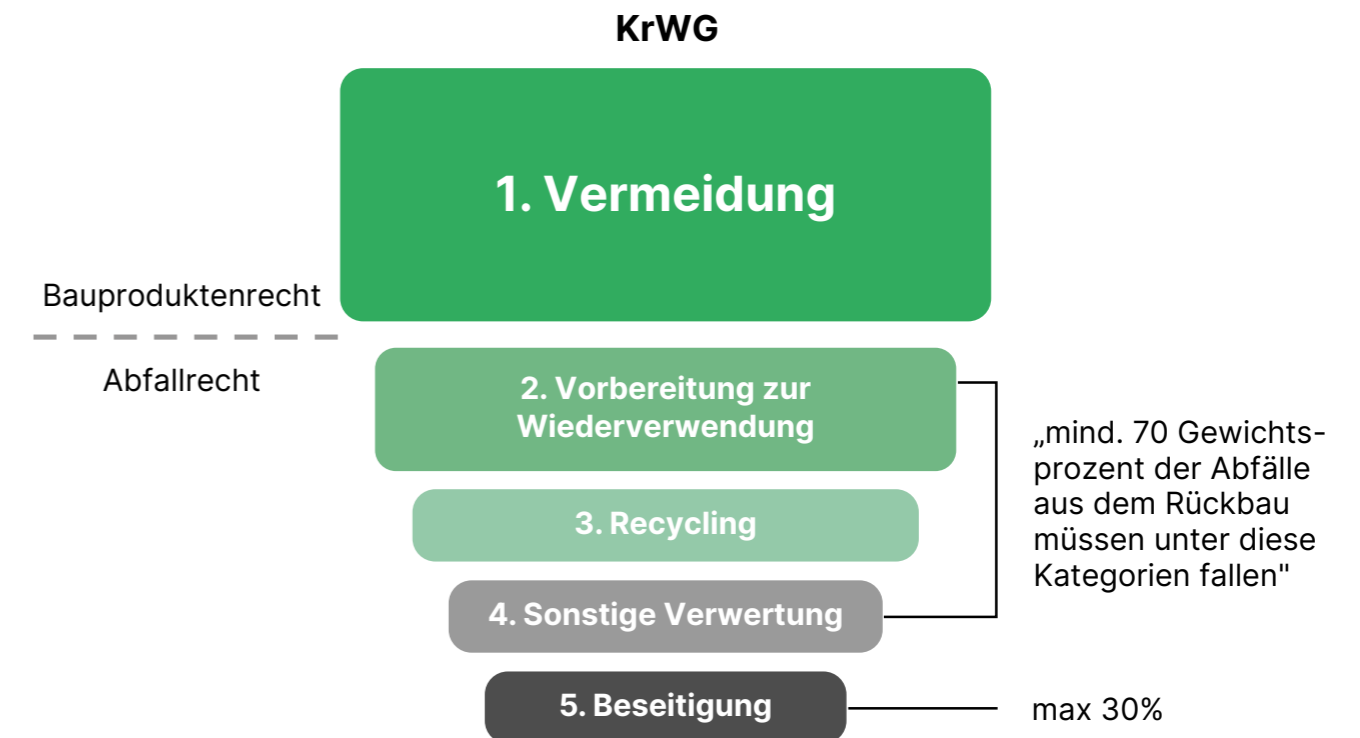 KrWG
1. Vermeidung
Bauproduktenrecht
Abfallrecht
2. Vorbereitung zur
Wiederverwendung
3. Recycling
4. Sonstige Verwertung
5. Beseitigung
„mind. 70 Gewichts-
prozent der Abfälle
aus dem Rückbau
müssen unter diese
Kategorien fallen"
max 30%